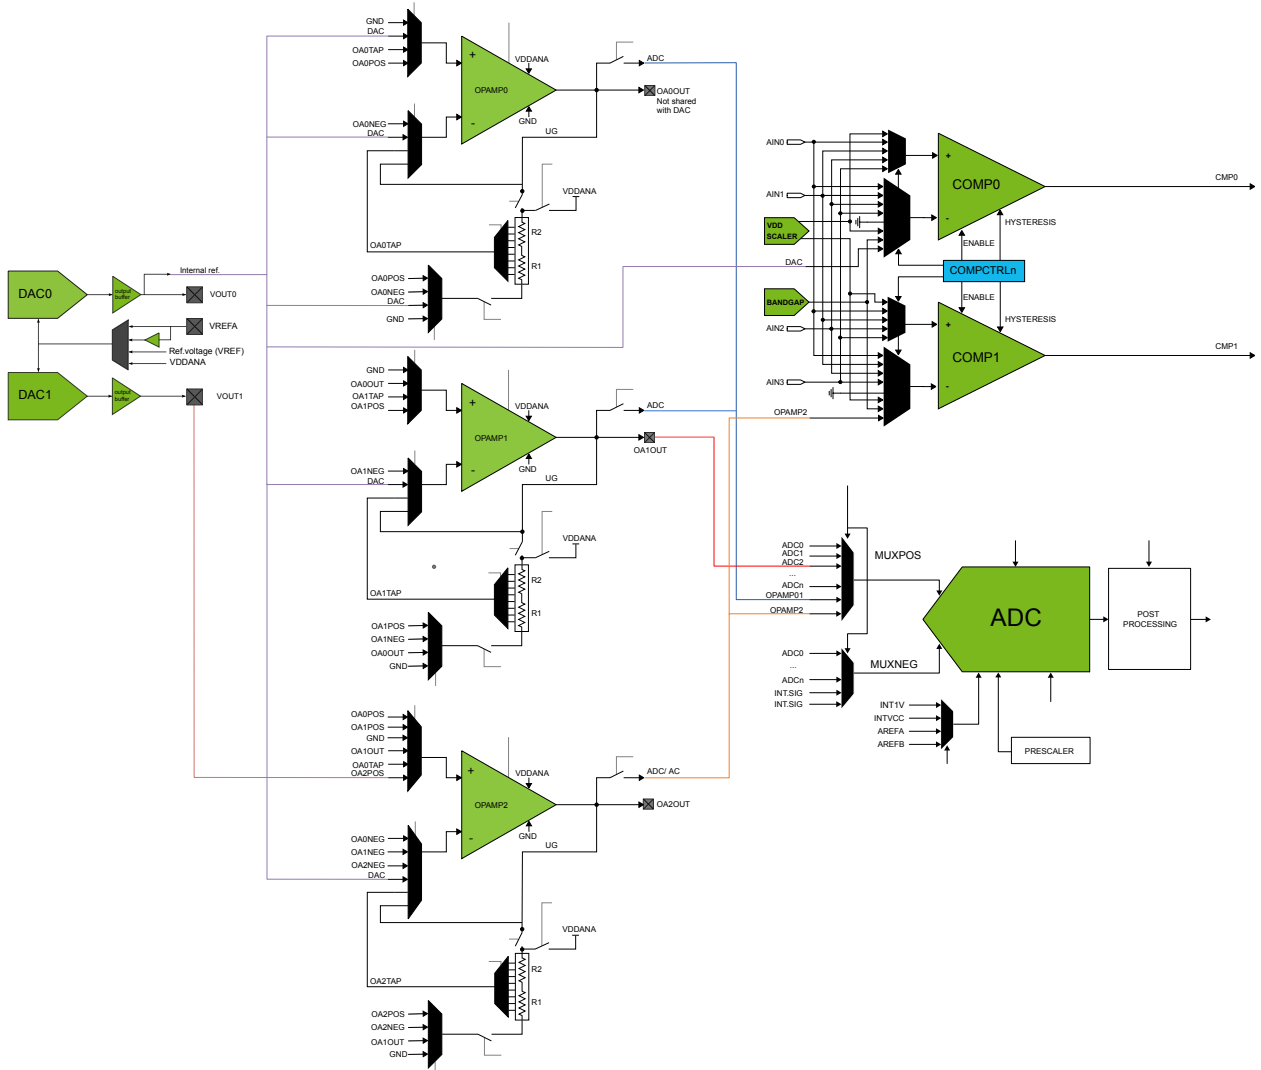 GND
DAC
OA0TAP
OA0POS
+
OPAMP0
-
VDDANA
GND
ADC
OA0OUT
Not shared
with DAC
UG
OA0NEG
DAC
VDDANA
R2
R1
OA0TAP
OA0POS
OA0NEG
DAC
GND
DAC0
output
buffer
Internal ref.
VOUT0
VREFA
Ref.voltage (VREF)
VDDANA
DAC1
output
buffer
VOUT1
GND
OA0OUT
OA1TAP
OA1POS
+
OPAMP1
-
VDDANA
GND
ADC
OA1OUT
UG
OA1NEG
DAC
VDDANA
R2
R1
OA1TAP
OA1POS
OA1NEG
OA0OUT
GND
OA0POS
OA1POS
GND
OA1OUT
OA0TAP
OA2POS
+
OPAMP2
-
VDDANA
GND
ADC/ AC
OA2OUT
UG
OA0NEG
OA1NEG
OA2NEG
DAC
VDDANA
R2
R1
OA2TAP
OA2POS
OA2NEG
OA1OUT
GND
AIN0
AIN1
VDD
SCALER
DAC
BANDGAP
AIN2
AIN3
OPAMP2
+
COMP0
-
CMP0
HYSTERESIS
ENABLE
COMPCTRLn
ENABLE
HYSTERESIS
+
COMP1
-
CMP1
ADC0
ADC1
ADC2
...
ADCn
OPAMP01
OPAMP2
MUXPOS
ADC0
...
ADCn
INT.SIG
INT.SIG
MUXNEG
ADC
POST
PROCESSING
INT1V
INTVCC
AREFA
AREFB
PRESCALER